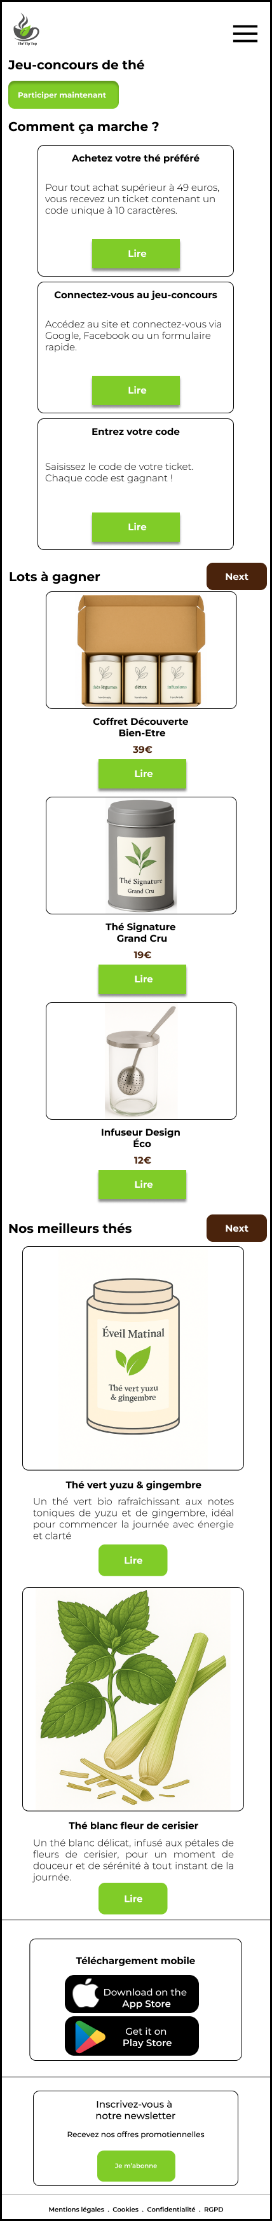 Thé Tip Top
Jeu-concours de thé
Participer maintenant
Comment ça marche ?
Achetez votre thé préféré
Pour tout achat supérieur à 49 euros,
vous recevez un ticket contenant un
code unique à 10 caractères.
Lire
Connectez-vous au jeu-concours
Accédez au site et connectez-vous via
Google, Facebook ou un formulaire
rapide.
Lire
Entrez votre code
Saisissez le code de votre ticket.
Chaque code est gagnant !
Lire
Lots à gagner
Next
détox
Coffret Découverte
Bien-Etre
39€
Lire
Thé Signature
Grand Cru
Thé Signature
Grand Cru
19€
Lire
Infuseur Design
Éco
12€
Lire
Nos meilleurs thés
Next
Éveil Matinal
Thé vert yuzu
& gingembre
Thé vert yuzu & gingembre
Un thé vert bio rafraîchissant aux notes
toniques de yuzu et de gingembre, idéal
pour commencer la journée avec énergie
et clarté
Lire
Thé blanc fleur de cerisier
Un thé blanc délicat, infusé aux pétales de
fleurs de cerisier, pour un moment de
douceur et de sérénité à tout instant de la
journée.
Lire
Téléchargement mobile
Download on the
App Store
Get it on
Play Store
Inscrivez-vous à
notre newsletter
Recevez nos offres promotionnelles
Je m'abonne
Mentions légales . Cookies . Confidentialité . RGPD